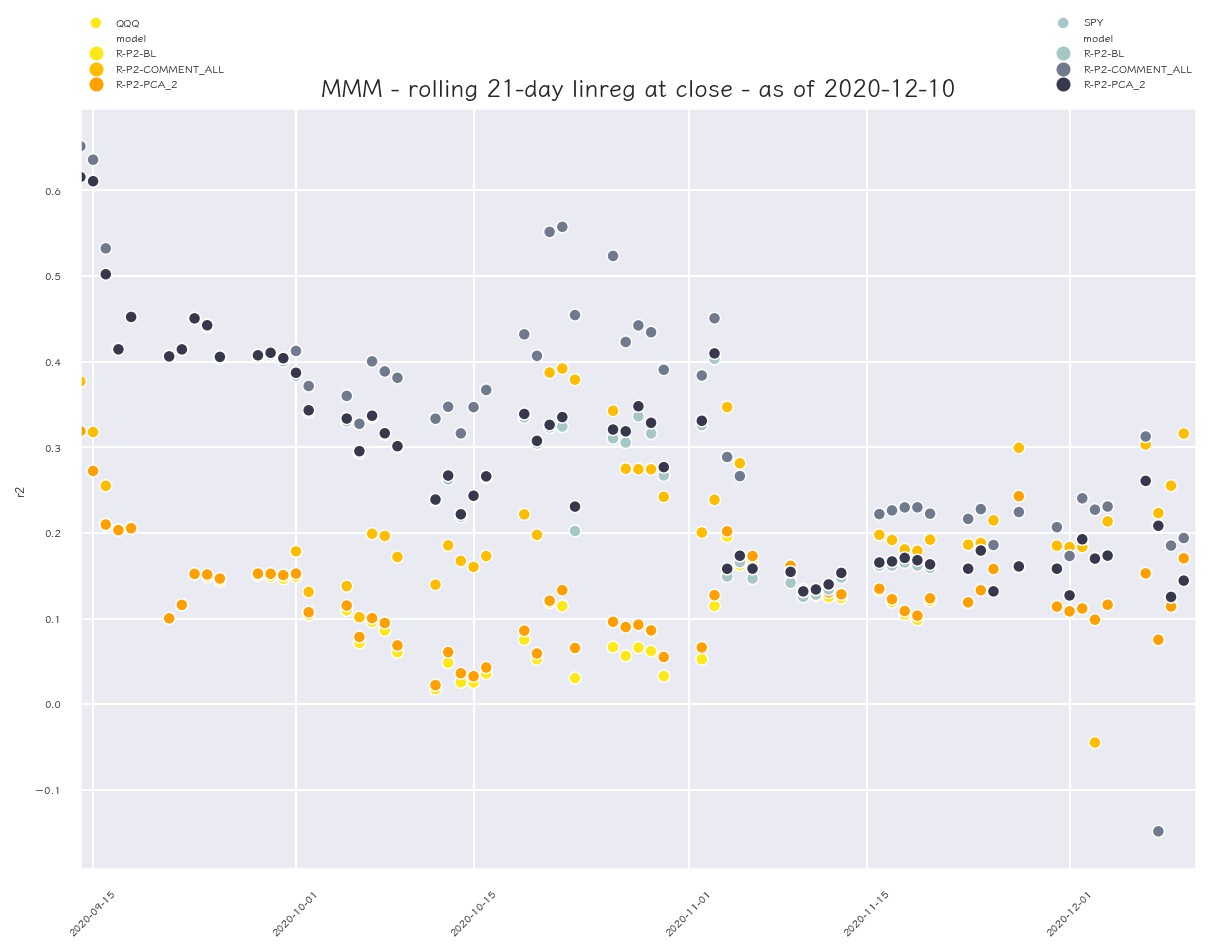 QQQ
model
R-P2-BL
R-P2-COMMENT_ALL
R-P2-PCA_2
SPY
model
R-P2-BL
R-P2-COMMENT_ALL
R-P2-PCA_2
MMM - rolling 21-day linreg at close - as of 2020-12-10
0.6
0.5
0.4
0.3
0.2
0.1
0.0
−0.1
r2
2020-09-15
2020-10-01
2020-10-15
2020-11-01
2020-11-15
2020-12-01